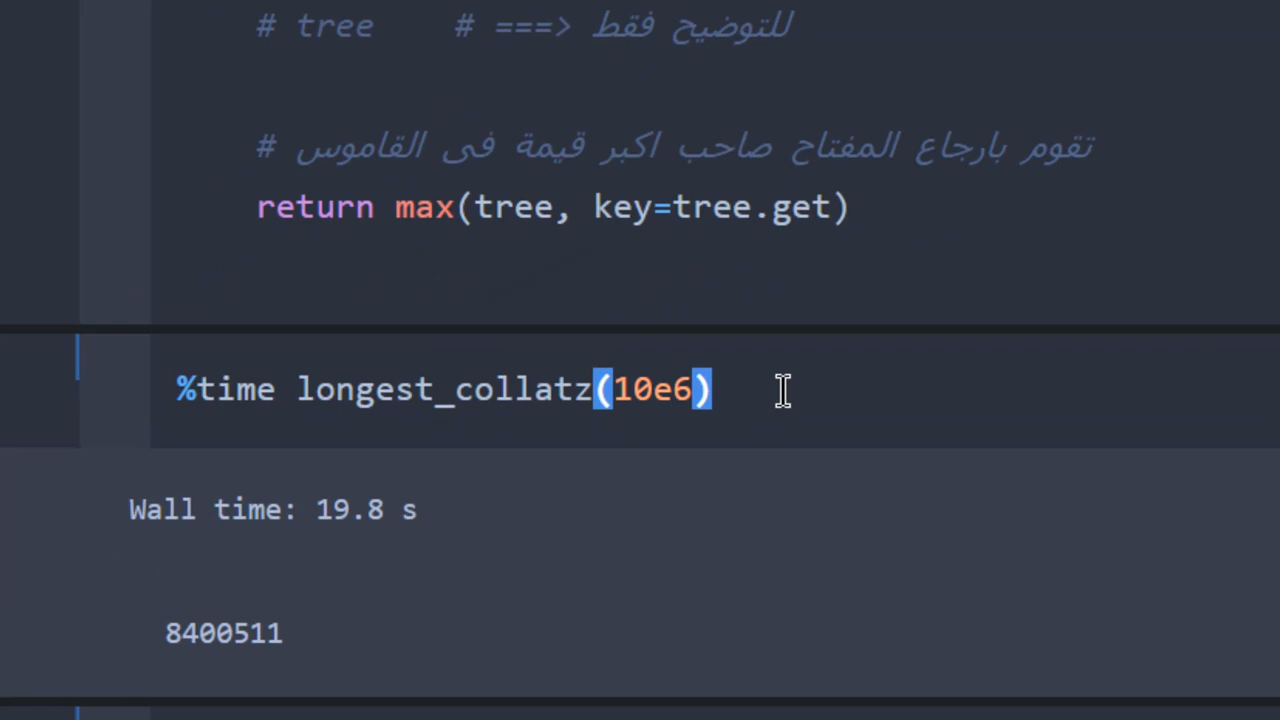 # tree    # ===> للتوضيح فقط
# تقوم بارجاع المفتاح صاحب اكبر قيمة فى القاموس
return max(tree, key=tree.get)
%time longest_collatz(10e6)
Wall time: 19.8 s
8400511